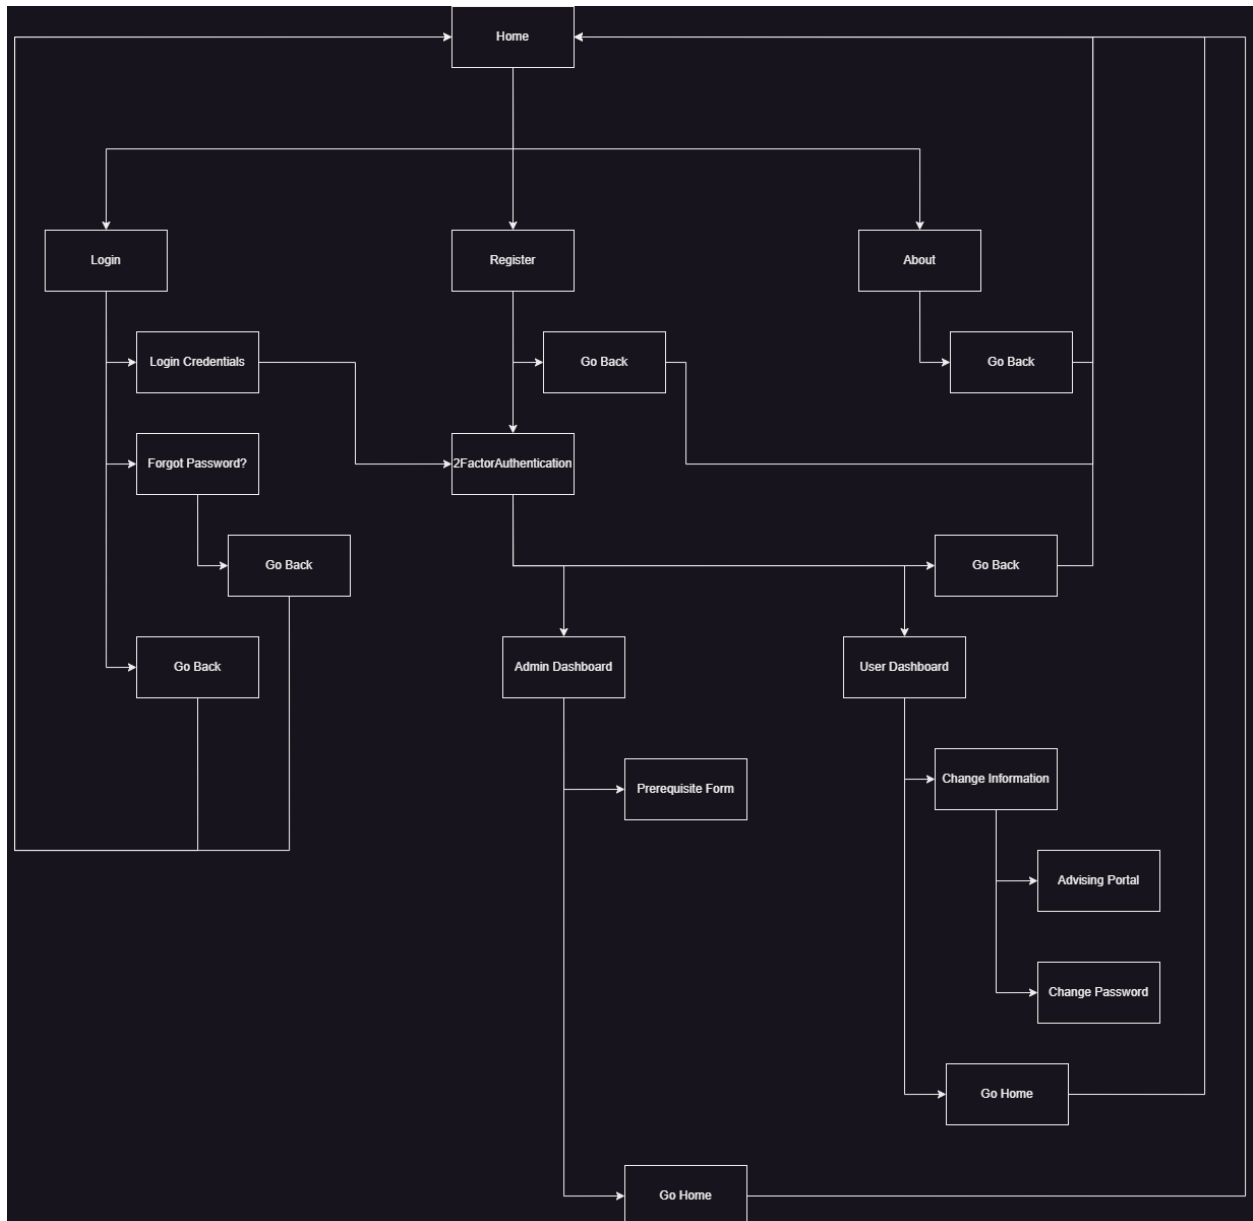 Home
Login
Register
About
Login Credentials
Go Back
Go Back
Forgot Password?
2FactorAuthentication
Go Back
Go Back
Go Back
Admin Dashboard
User Dashboard
Prerequisite Form
Change Information
Advising Portal
Change Password
Go Home
Go Home